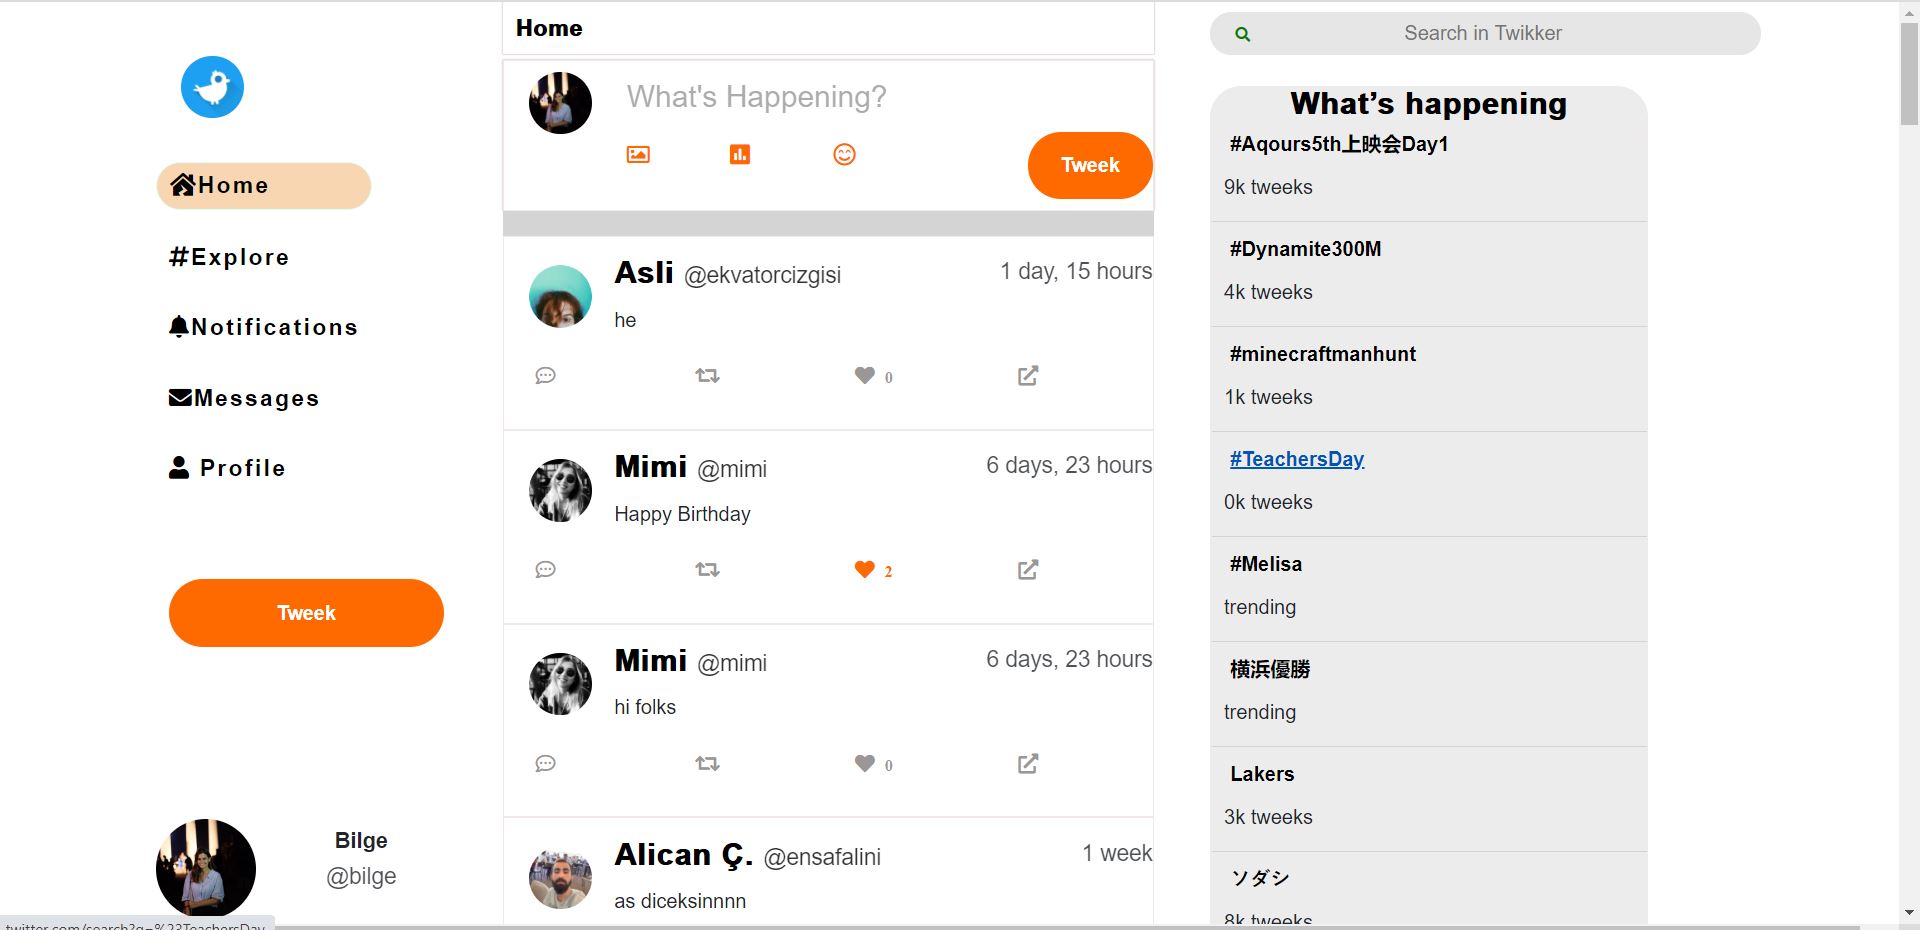 Home
Explore
Notifications
Messages
Profile
Tweek
Bilge
@bilge
twitter.com/search?q=%23TeachersDay
Home
What's Happening?
Tweek
Asli @ekvatorcizgisi 1 day, 15 hours
he
0
Mimi @mimi 6 days, 23 hours
Happy Birthday
2
Mimi @mimi 6 days, 23 hours
hi folks
0
Alican Ç. @ensafalini 1 week
as diceksinnnn
Search in Twikker
What’s happening
#Aqours5th上映会Day1
9k tweeks
#Dynamite300M
4k tweeks
#minecraftmanhunt
1k tweeks
#TeachersDay
0k tweeks
#Melisa
trending
横浜優勝
trending
Lakers
3k tweeks
ソダシ
8k tweeks